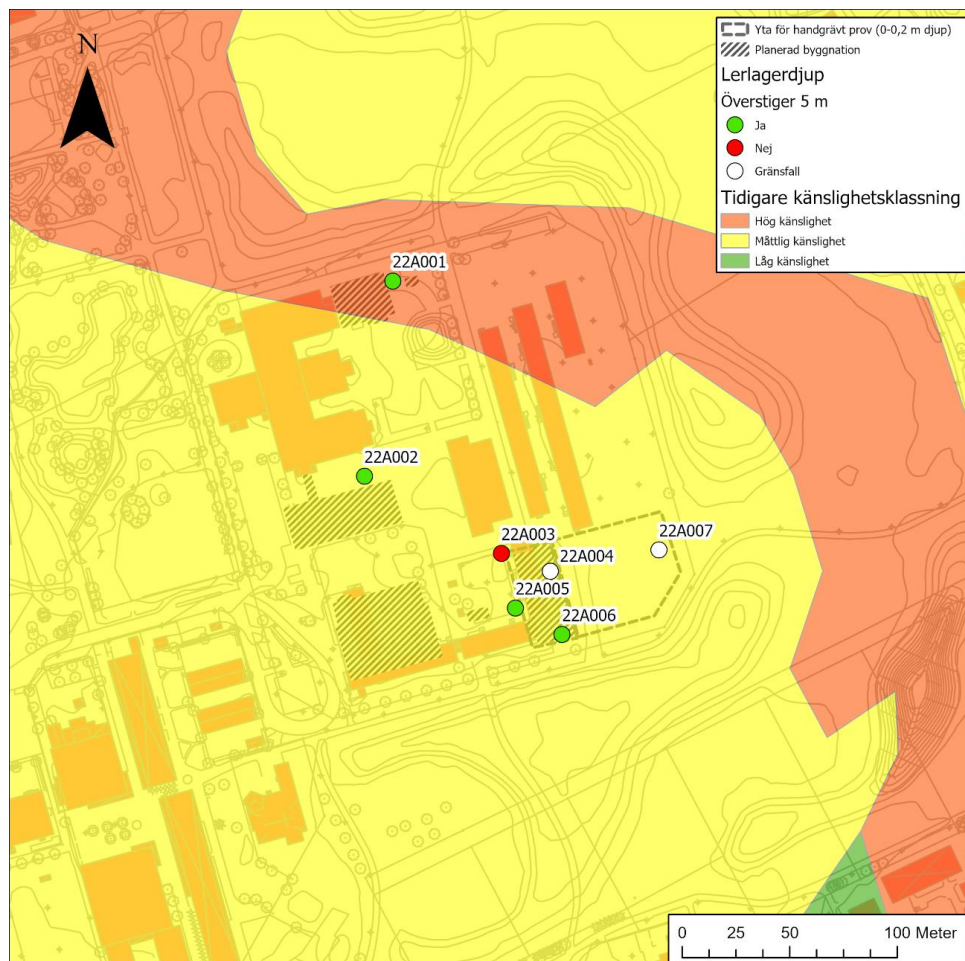 N
Yta för handgrävt prov (0-0,2 m djup)
Planerad byggnation
Lerlagerdjup
Överstiger 5 m
Ja
Nej
Gränsfall
Tidigare känslighetsklassning
Hög känslighet
Måttlig känslighet
Låg känslighet
22A001
22A002
22A003
22A004
22A007
22A005
22A006
0 25 50 100 Meter